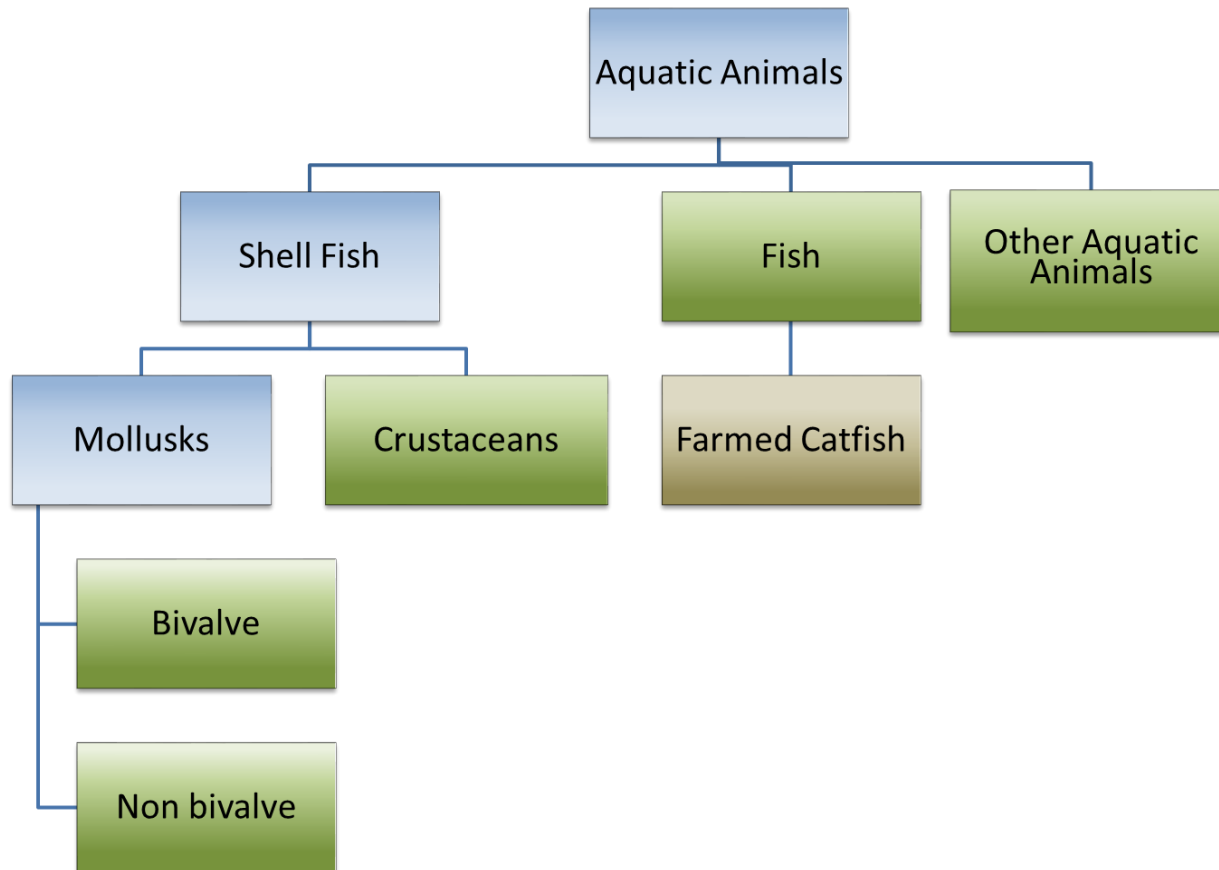 Aquatic Animals
Shell Fish
Fish
Other Aquatic
Animals
Mollusks
Crustaceans
Farmed Catfish
Bivalve
Non bivalve